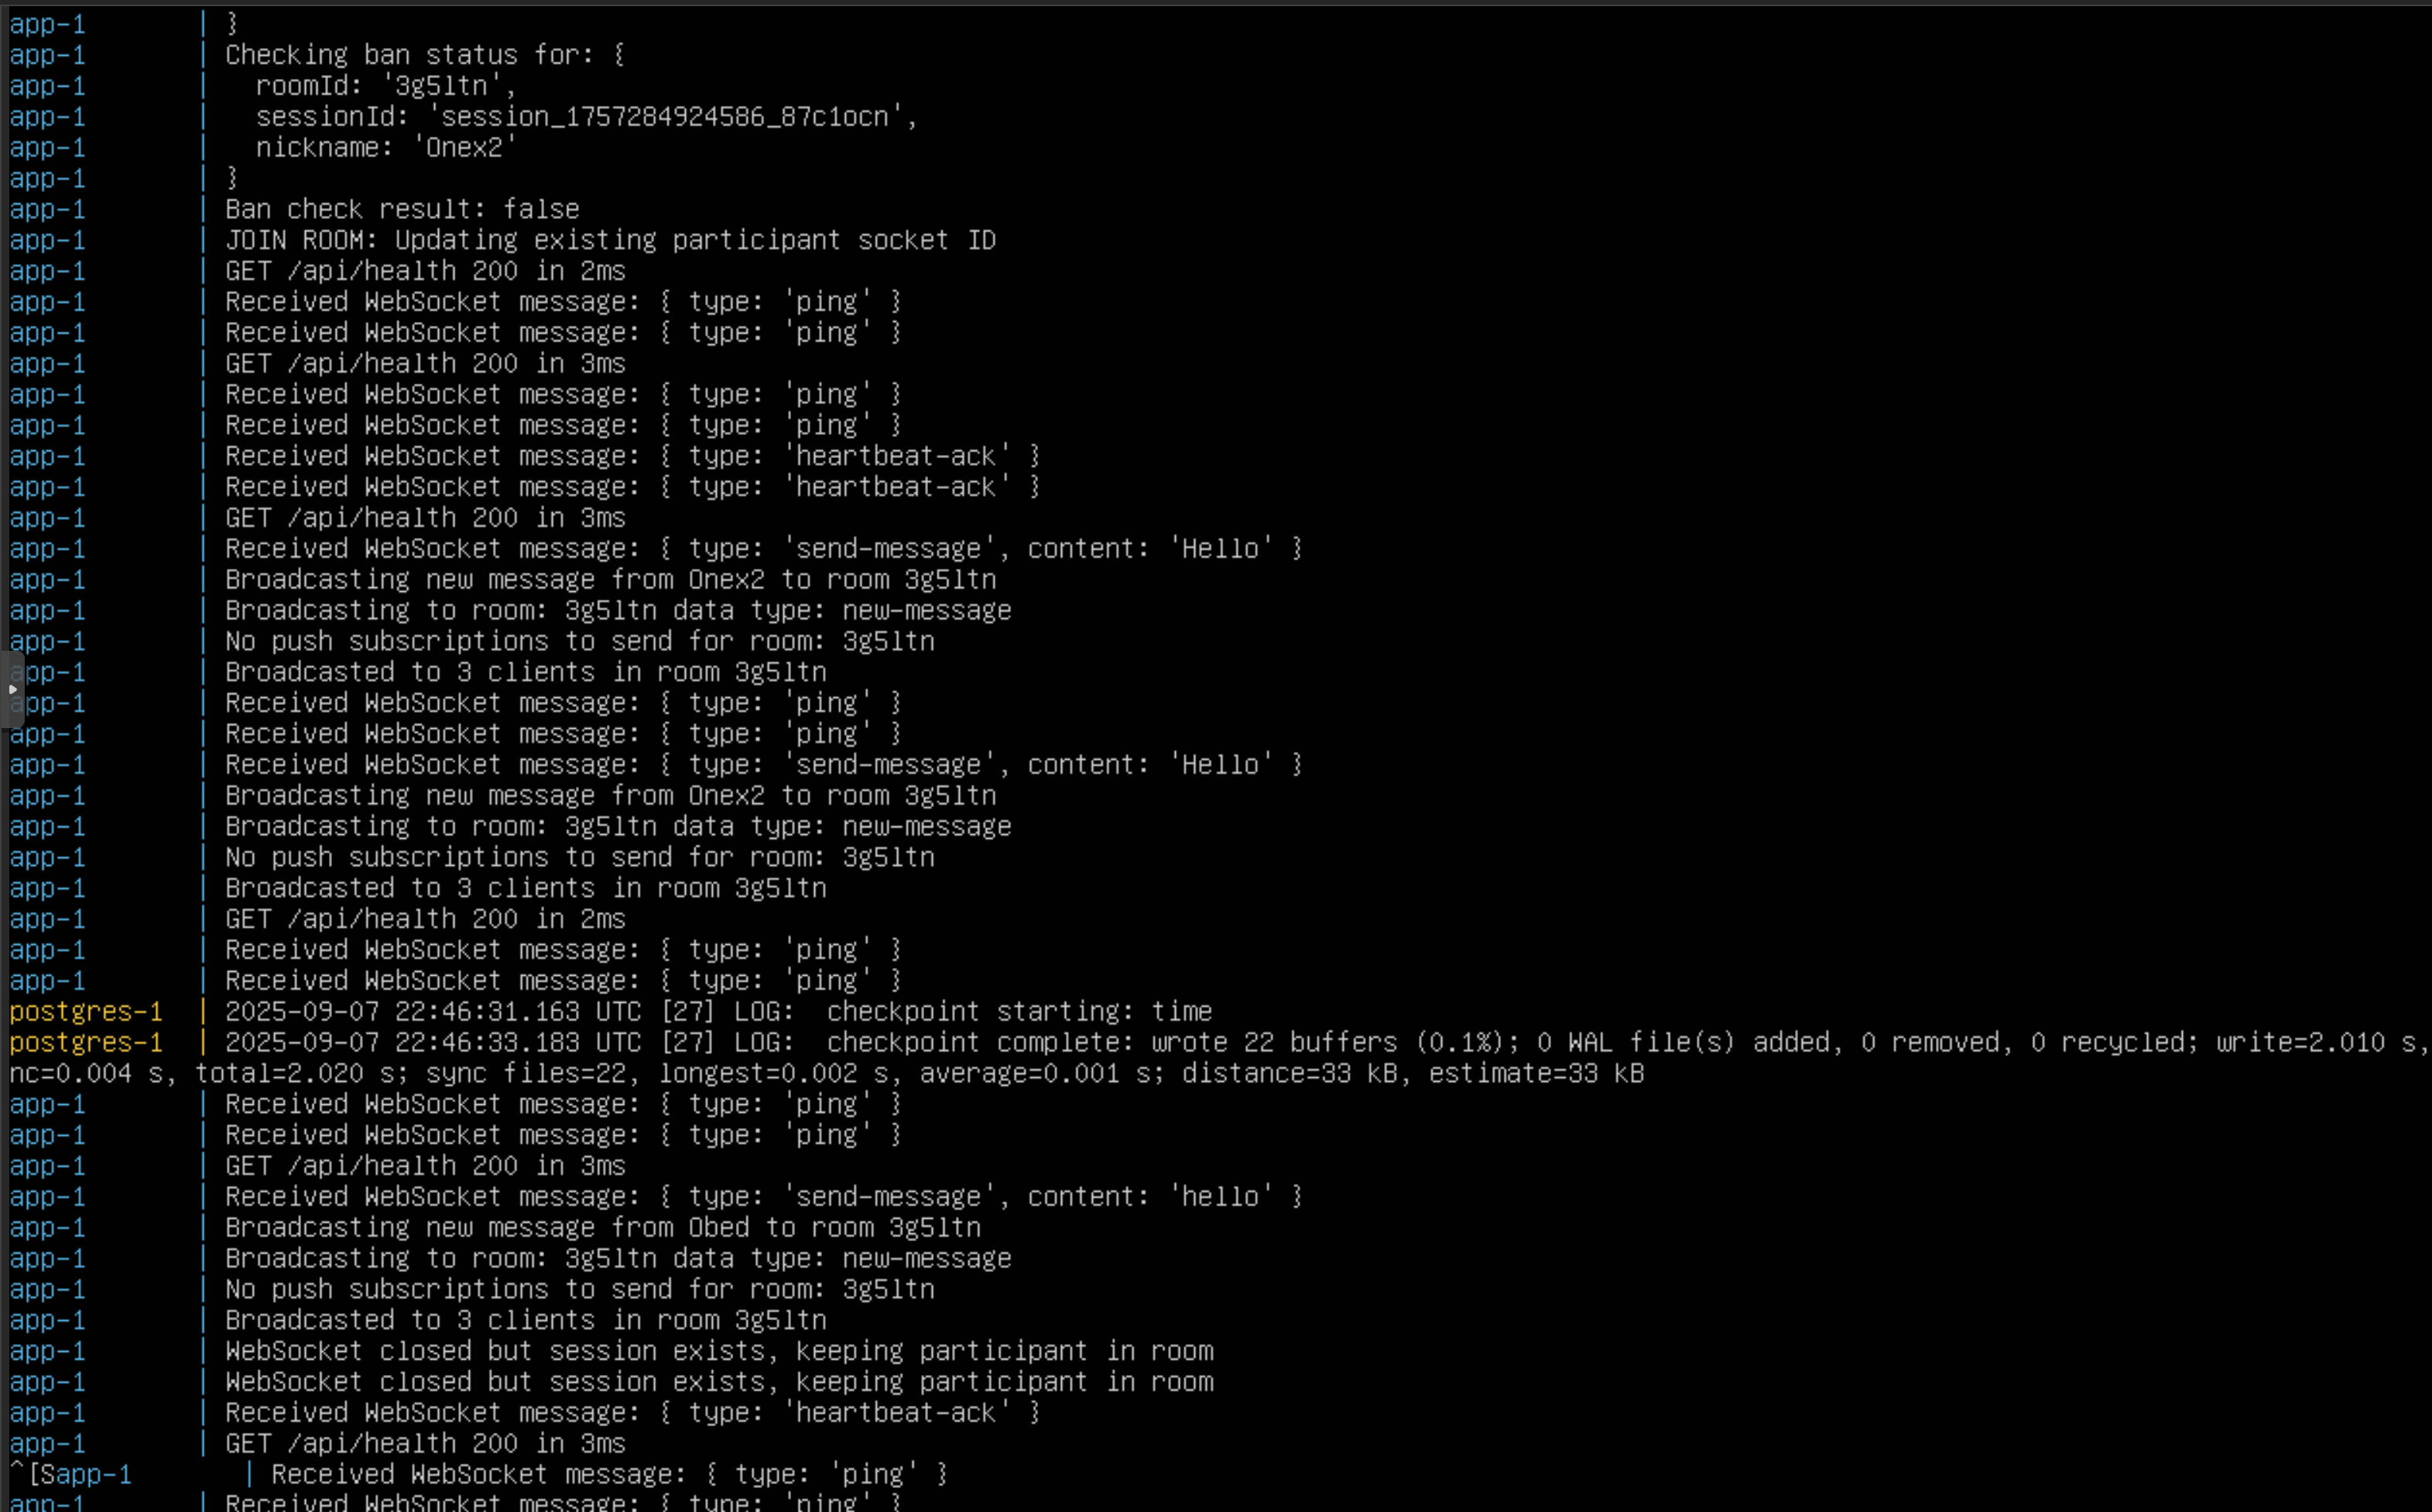 app-1 | }
app-1 | Checking ban status for: {
app-1 | roomId: '3g5ltn',
app-1 | sessionId: 'session_1757284924586_87c1ocn',
app-1 | nickname: 'Onex2'
app-1 | }
app-1 | Ban check result: false
app-1 | JOIN ROOM: Updating existing participant socket ID
app-1 | GET /api/health 200 in 2ms
app-1 | Received WebSocket message: { type: 'ping' }
app-1 | Received WebSocket message: { type: 'ping' }
app-1 | GET /api/health 200 in 3ms
app-1 | Received WebSocket message: { type: 'ping' }
app-1 | Received WebSocket message: { type: 'ping' }
app-1 | Received WebSocket message: { type: 'heartbeat-ack' }
app-1 | Received WebSocket message: { type: 'heartbeat-ack' }
app-1 | GET /api/health 200 in 3ms
app-1 | Received WebSocket message: { type: 'send-message', content: 'Hello' }
app-1 | Broadcasting new message from Onex2 to room 3g5ltn
app-1 | Broadcasting to room: 3g5ltn data type: new-message
app-1 | No push subscriptions to send for room: 3g5ltn
app-1 | Broadcasted to 3 clients in room 3g5ltn
app-1 | Received WebSocket message: { type: 'ping' }
app-1 | Received WebSocket message: { type: 'ping' }
app-1 | Received WebSocket message: { type: 'send-message', content: 'Hello' }
app-1 | Broadcasting new message from Onex2 to room 3g5ltn
app-1 | Broadcasting to room: 3g5ltn data type: new-message
app-1 | No push subscriptions to send for room: 3g5ltn
app-1 | Broadcasted to 3 clients in room 3g5ltn
app-1 | GET /api/health 200 in 2ms
app-1 | Received WebSocket message: { type: 'ping' }
app-1 | Received WebSocket message: { type: 'ping' }
postgres-1 | 2025-09-07 22:46:31.163 UTC [27] LOG: checkpoint starting: time
postgres-1 | 2025-09-07 22:46:33.183 UTC [27] LOG: checkpoint complete: wrote 22 buffers (0.1%); 0 WAL file(s) added, 0 removed, 0 recycled; write=2.010 s,
nc=0.004 s, total=2.020 s; sync files=22, longest=0.002 s, average=0.001 s; distance=33 kB, estimate=33 kB
app-1 | Received WebSocket message: { type: 'ping' }
app-1 | Received WebSocket message: { type: 'ping' }
app-1 | GET /api/health 200 in 3ms
app-1 | Received WebSocket message: { type: 'send-message', content: 'hello' }
app-1 | Broadcasting new message from Obed to room 3g5ltn
app-1 | Broadcasting to room: 3g5ltn data type: new-message
app-1 | No push subscriptions to send for room: 3g5ltn
app-1 | Broadcasted to 3 clients in room 3g5ltn
app-1 | WebSocket closed but session exists, keeping participant in room
app-1 | WebSocket closed but session exists, keeping participant in room
app-1 | Received WebSocket message: { type: 'heartbeat-ack' }
app-1 | GET /api/health 200 in 3ms
^[Sapp-1 | Received WebSocket message: { type: 'ping' }
app-1 | Received WebSocket message: { type: 'ping' }